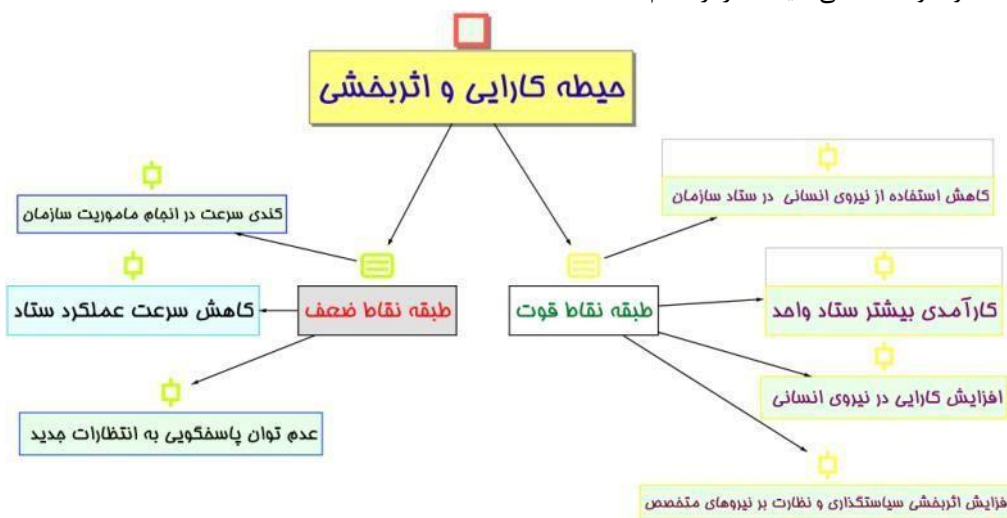 حیطه کارایی و اثربخشی
کاهش استفاده از نیروی انسانی در ستاد سازمان
کندی سرعت در انجام ماموریت سازمان
طبقه نقاط قوت
طبقه نقاط ضعف
کارآمدی بیشتر ستاد واحد
کاهش سرعت عملکرد ستاد
افزایش کارایی در نیروی انسانی
عدم توان پاسخگویی به انتظارات جدید
فزایش اثربخشی سیاستگذاری و نظارت بر نیروهای متخصص